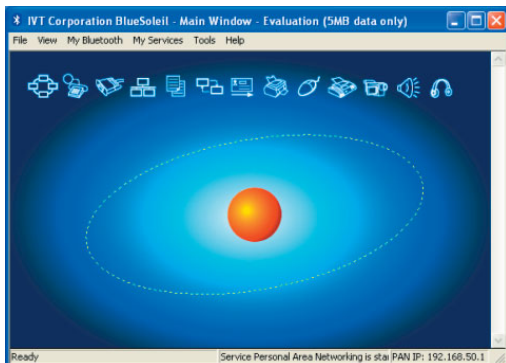 IVT Corporation BlueSoleil - Main Window - Evaluation (5MB data only)
File View My Bluetooth My Services Tools Help
Ready Service Personal Area Networking is sta PAN IP: 192.168.50.1